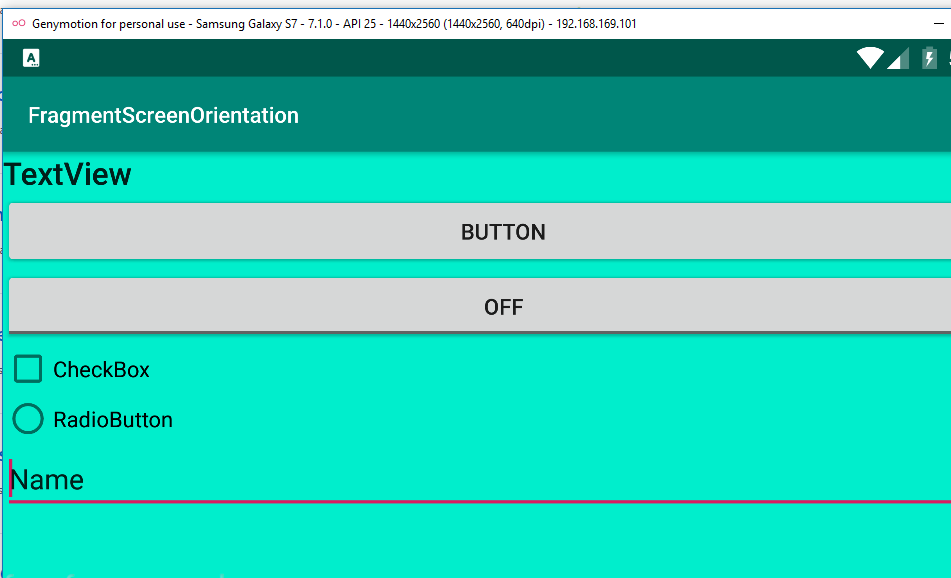 Genymotion for personal use - Samsung Galaxy S7 - 7.1.0 - API 25 - 1440x2560 (1440x2560, 640dpi) - 192.168.169.101
A
FragmentScreenOrientation
TextView
BUTTON
OFF
CheckBox
RadioButton
Name